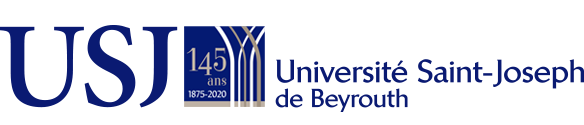 USJ
145
ans
1875-2020
Université Saint-Joseph
de Beyrouth